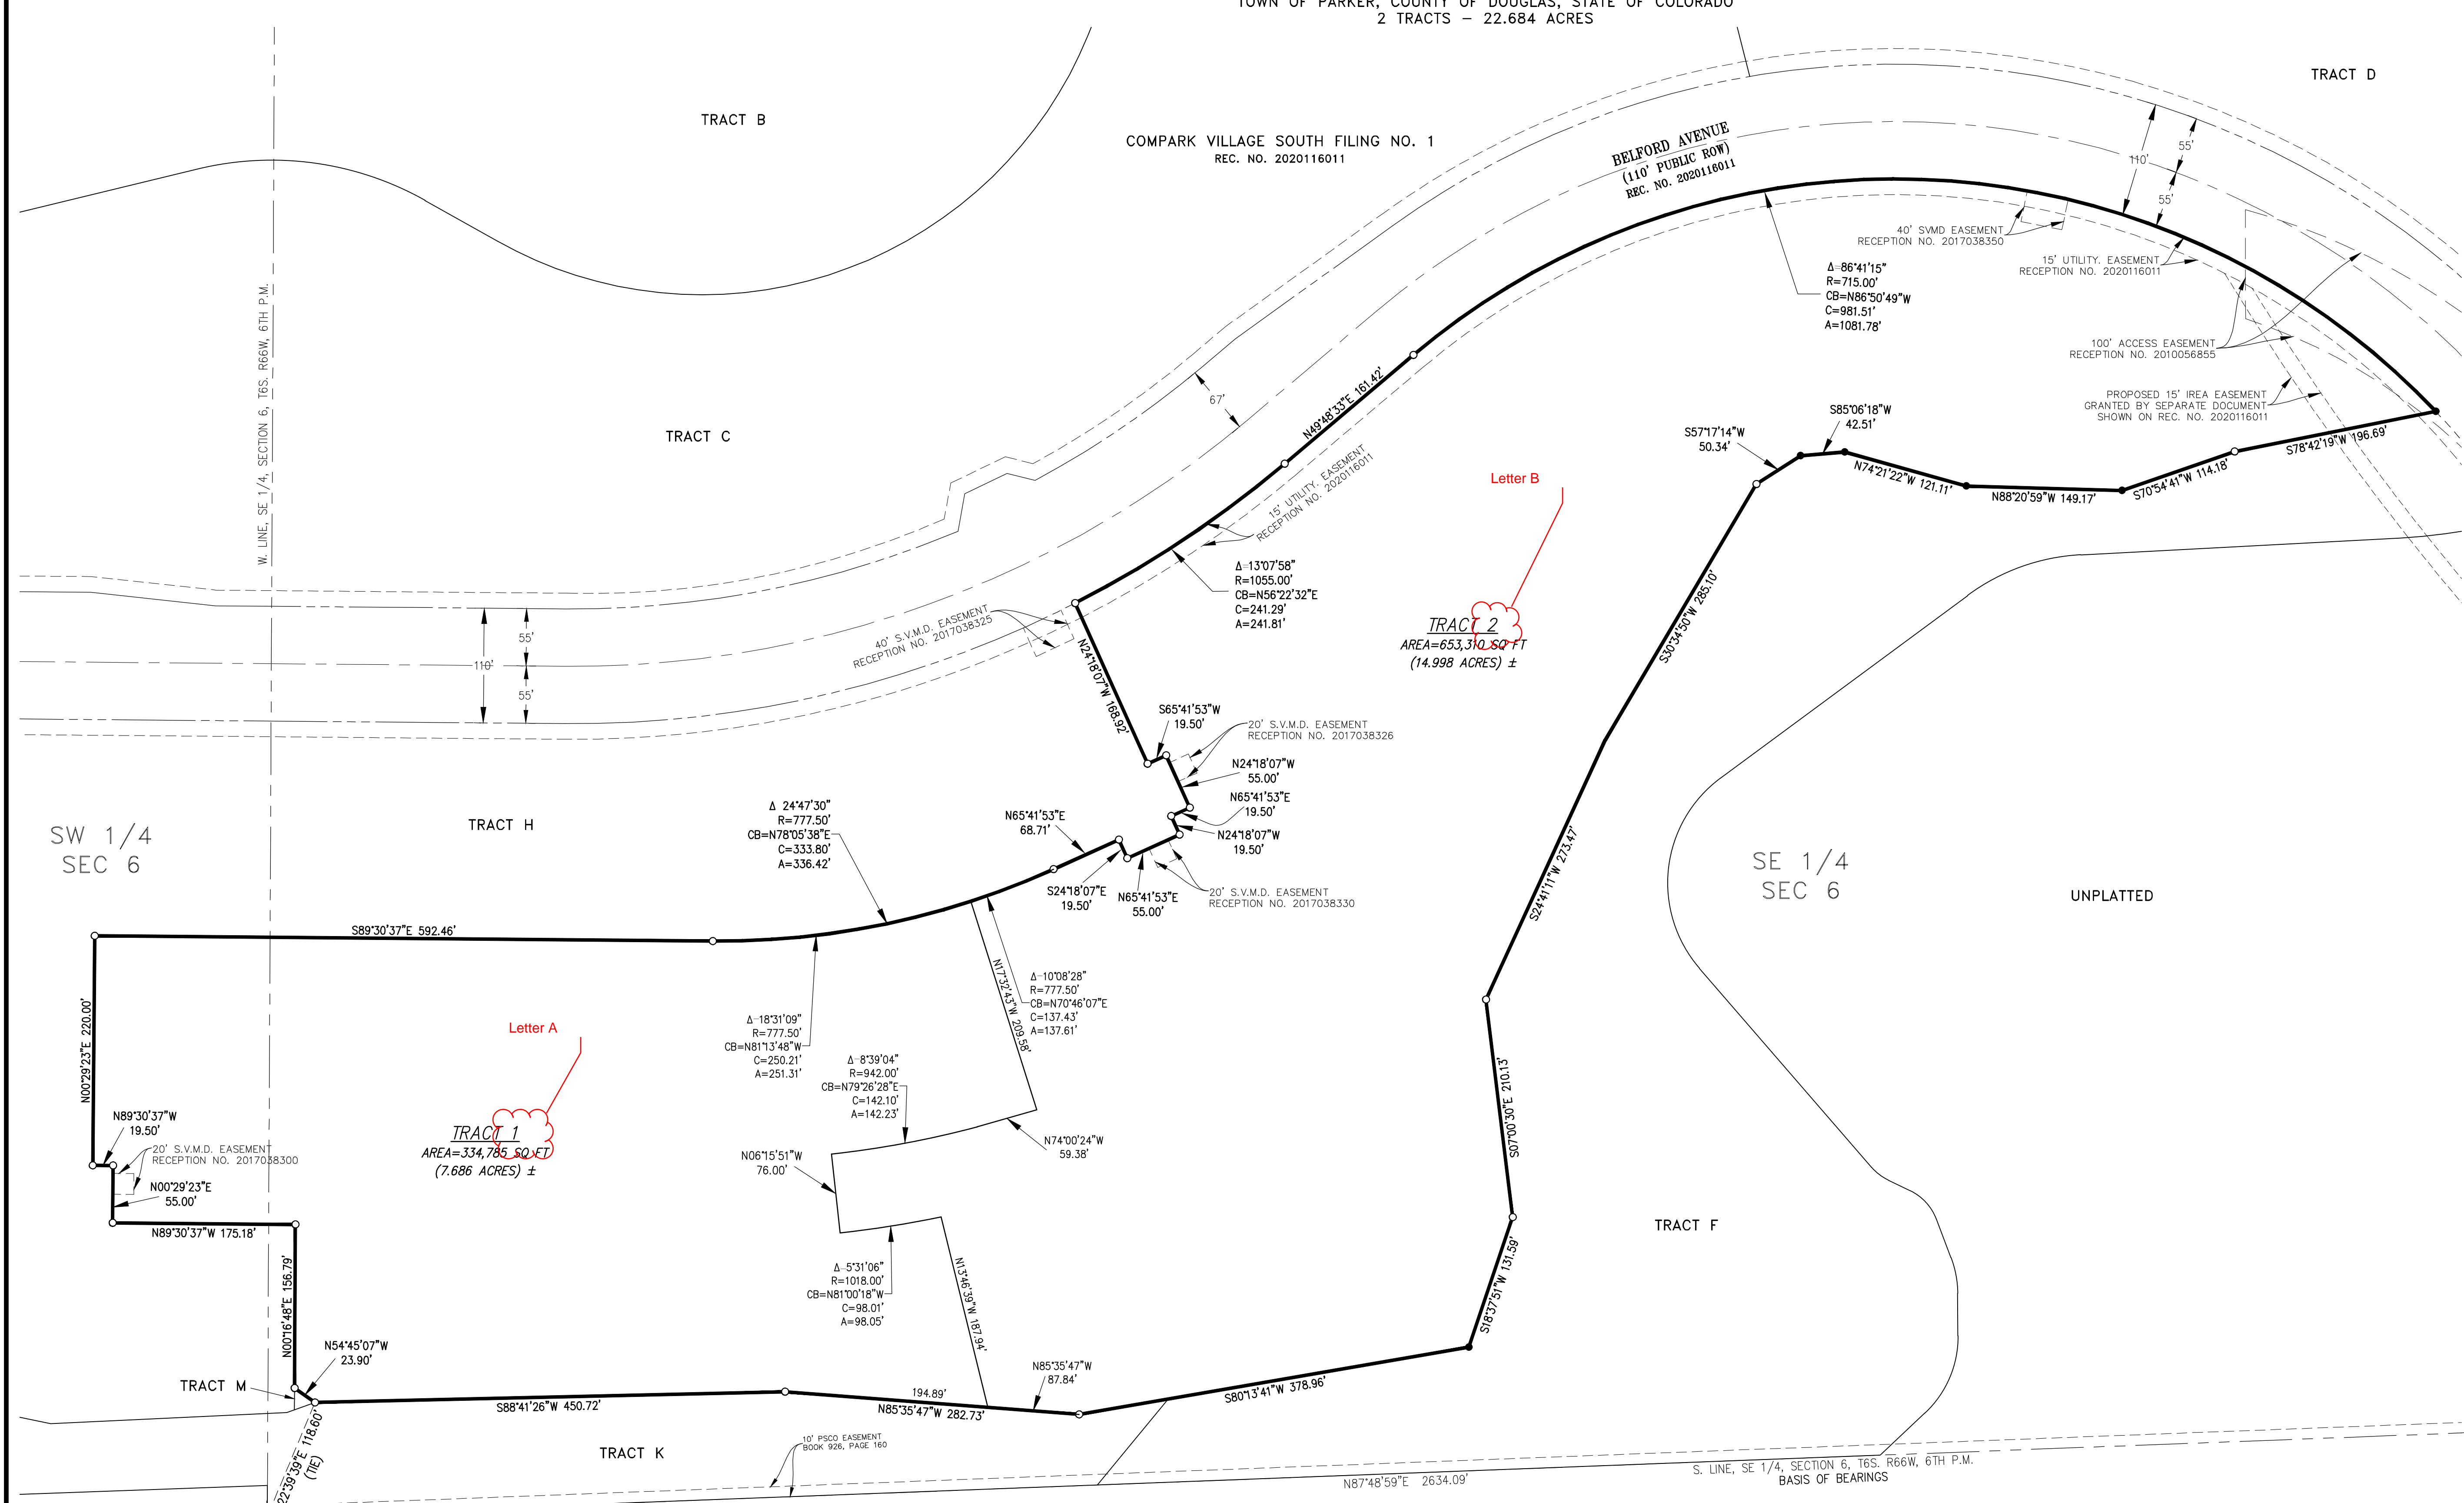 TOWN OF PARKER, COUNTY OF DOUGLAS, STATE OF COLORADO
2 TRACTS – 22.684 ACRES
TRACT D
TRACT B
COMPARK VILLAGE SOUTH FILING NO. 1
REC. NO. 2020116011
BELFORD AVENUE
(110' PUBLIC ROW)
REC. NO. 2020116011
110'
55'
55'
40' SVMD EASEMENT
RECEPTION NO. 2017038350
15' UTILITY. EASEMENT
RECEPTION NO. 2020116011
Δ=86°41'15"
R=715.00'
CB=N86°50'49"W
C=981.51'
A=1081.78'
100' ACCESS EASEMENT
RECEPTION NO. 2010056855
PROPOSED 15' IREA EASEMENT
GRANTED BY SEPARATE DOCUMENT
SHOWN ON REC. NO. 2020116011
W. LINE, SE 1/4, SECTION 6, T6S. R66W, 6TH P.M.
67'
TRACT C
N49°48'33"E 161.42'
S57°17'14"W
50.34'
S85°06'18"W
42.51'
N74°21'22"W 121.11'
N88°20'59"W 149.17'
S70°54'41"W 114.18'
S78°42'19"W 196.69'
Letter B
15' UTILITY. EASEMENT
RECEPTION NO. 2020116011
Δ=13°07'58"
R=1055.00'
CB=N56°22'32"E
C=241.29'
A=241.81'
TRACT 2
AREA=653,310 SQ FT
(14.998 ACRES) ±
40' S.V.M.D. EASEMENT
RECEPTION NO. 2017038325
110'
55'
55'
N24°18'07"W 168.92'
S65°41'53"W
19.50'
20' S.V.M.D. EASEMENT
RECEPTION NO. 2017038326
N24°18'07"W
55.00'
N65°41'53"E
19.50'
N24°18'07"W
19.50'
S30°34'50"W 285.10'
S24°41'11"W 273.47'
SW 1/4
SEC 6
TRACT H
Δ 24°47'30"
R=777.50'
CB=N78°05'38"E
C=333.80'
A=336.42'
N65°41'53"E
68.71'
S24°18'07"E
19.50'
N65°41'53"E
55.00'
20' S.V.M.D. EASEMENT
RECEPTION NO. 2017038330
SE 1/4
SEC 6
UNPLATTED
S89°30'37"E 592.46'
N00°29'23"E 220.00'
Letter A
Δ=18°31'09"
R=777.50'
CB=N81°13'48"W
C=250.21'
A=251.31'
N17°32'43"W 209.58'
Δ=10°08'28"
R=777.50'
CB=N70°46'07"E
C=137.43'
A=137.61'
Δ=8°39'04"
R=942.00'
CB=N79°26'28"E
C=142.10'
A=142.23'
N89°30'37"W
19.50'
20' S.V.M.D. EASEMENT
RECEPTION NO. 2017038300
TRACT 1
AREA=334,785 SQ FT
(7.686 ACRES) ±
N74°00'24"W
59.38'
N06°15'51"W
76.00'
S07°00'30"E 210.13'
N00°29'23"E
55.00'
N89°30'37"W 175.18'
TRACT F
Δ=5°31'06"
R=1018.00'
CB=N81°00'18"W
C=98.01'
A=98.05'
N13°46'39"W 187.94'
S18°37'51"W 131.59'
N00°16'48"E 156.79'
N54°45'07"W
23.90'
TRACT M
N85°35'47"W
87.84'
S88°41'26"W 450.72'
194.89'
N85°35'47"W 282.73'
S80°13'41"W 378.96'
22°39'39"E 118.60'
(TIE)
TRACT K
10' PSCO EASEMENT
BOOK 926, PAGE 160
N87°48'59"E 2634.09'
S. LINE, SE 1/4, SECTION 6, T6S. R66W, 6TH P.M.
BASIS OF BEARINGS